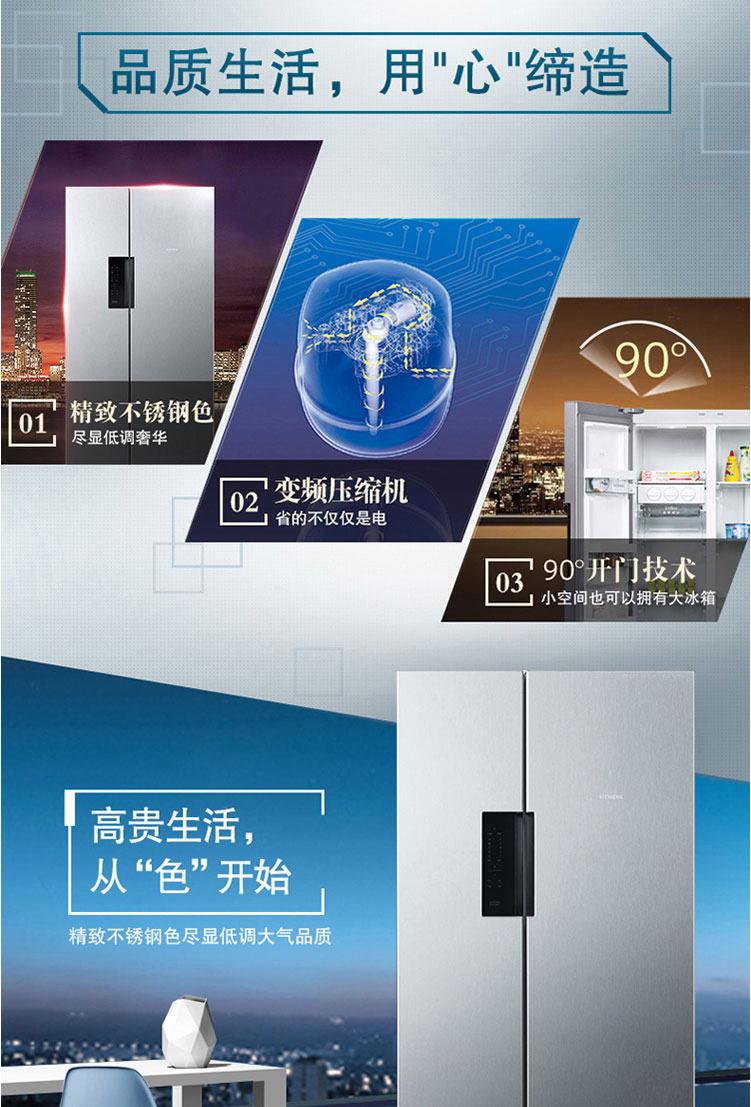 品质生活，用"心"缔造
01
精致不锈钢色
尽显低调奢华
02
变频压缩机
省的不仅仅是电
90°
03
90°开门技术
小空间也可以拥有大冰箱
SIEMENS
高贵生活，
从“色”开始
精致不锈钢色尽显低调大气品质